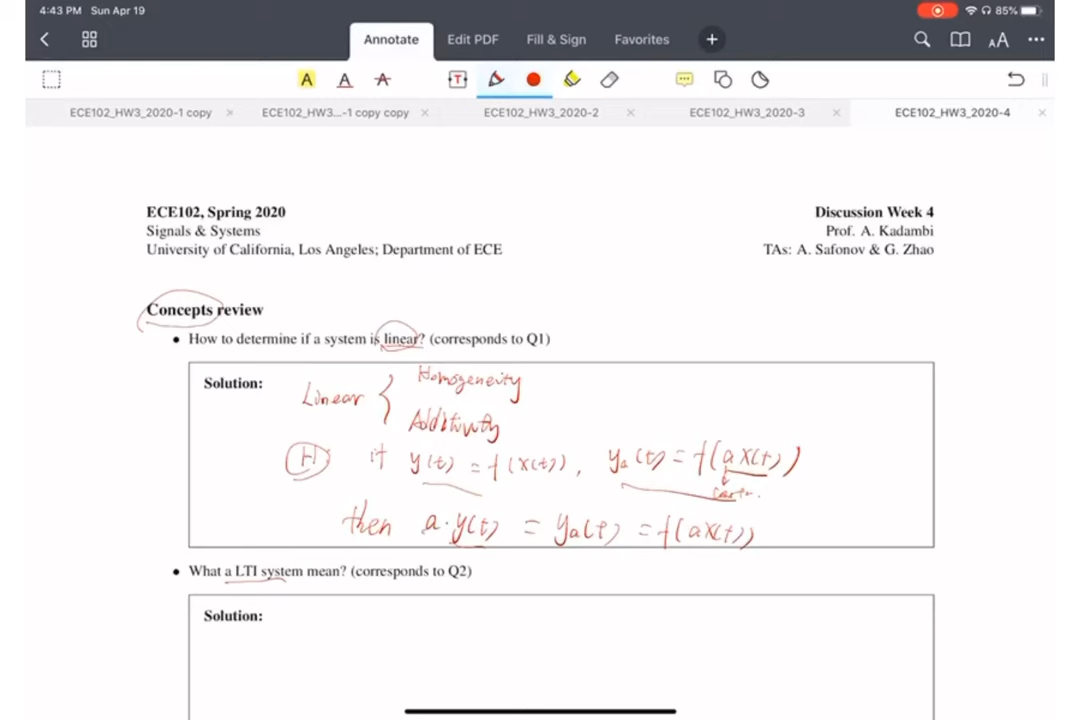 4:43 PM Sun Apr 19 85%
Annotate Edit PDF Fill & Sign Favorites +
A A A T AA
ECE102_HW3_2020-1 copy × ECE102_HW3...-1 copy copy × ECE102_HW3_2020-2 × ECE102_HW3_2020-3 × ECE102_HW3_2020-4 ×
ECE102, Spring 2020 Discussion Week 4
Signals & Systems Prof. A. Kadambi
University of California, Los Angeles; Department of ECE TAs: A. Safonov & G. Zhao
Concepts review
• How to determine if a system is linear? (corresponds to Q1)
Solution: Linear { Homogeneity
Additivity
H if y(t) = f(x(t)), ya(t) = f(a x(t))
then a·y(t) = ya(t) = f(ax(t))
• What a LTI system mean? (corresponds to Q2)
Solution: